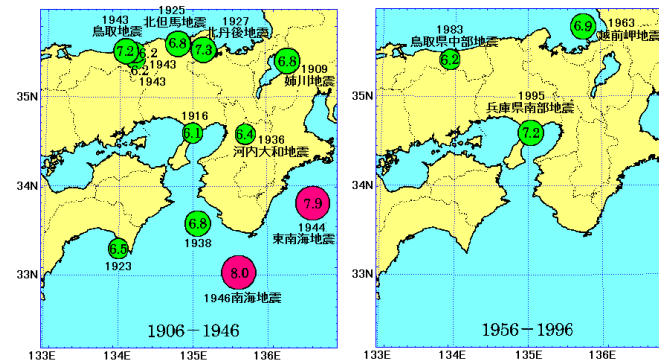 1943
鳥取地震
7.2
6.2
1943
6.2
1943
1925
北但馬地震
6.8
1927
北丹後地震
7.3
6.8
1909
姉川地震
35N
1916
6.1
6.4
1936
河内大和地震
34N
7.9
1944
東南海地震
6.8
1938
6.5
1923
33N
8.0
1946南海地震
1906－1946
133E
134E
135E
136E
1983
鳥取県中部地震
6.2
6.9
1963
越前岬地震
35N
1995
兵庫県南部地震
7.2
34N
33N
1956－1996
133E
134E
135E
136E